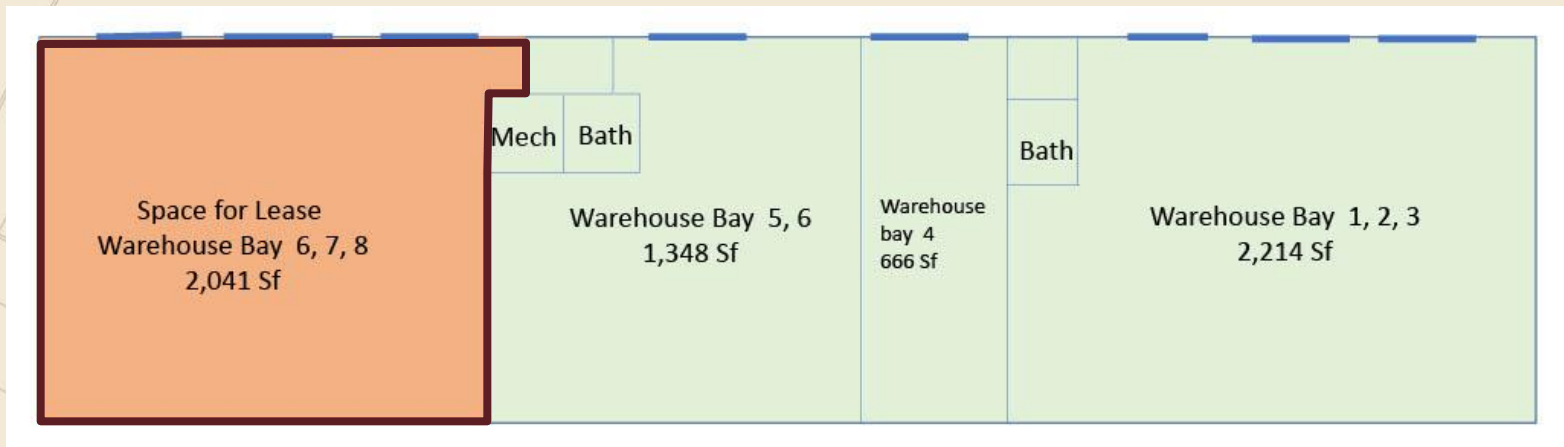 Space for Lease
Warehouse Bay 6, 7, 8
2,041 Sf
Mech
Bath
Warehouse Bay 5, 6
1,348 Sf
Warehouse
bay 4
666 Sf
Bath
Warehouse Bay 1, 2, 3
2,214 Sf